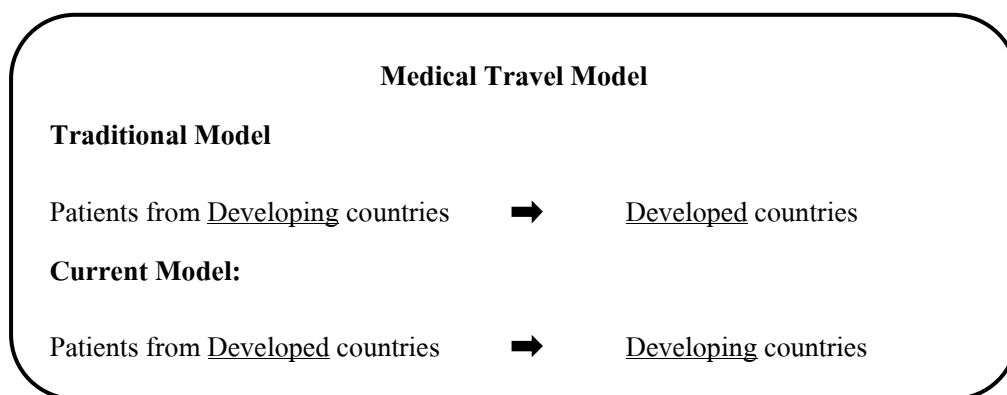 Medical Travel Model
Traditional Model
Patients from Developing countries ➡ Developed countries
Current Model:
Patients from Developed countries ➡ Developing countries